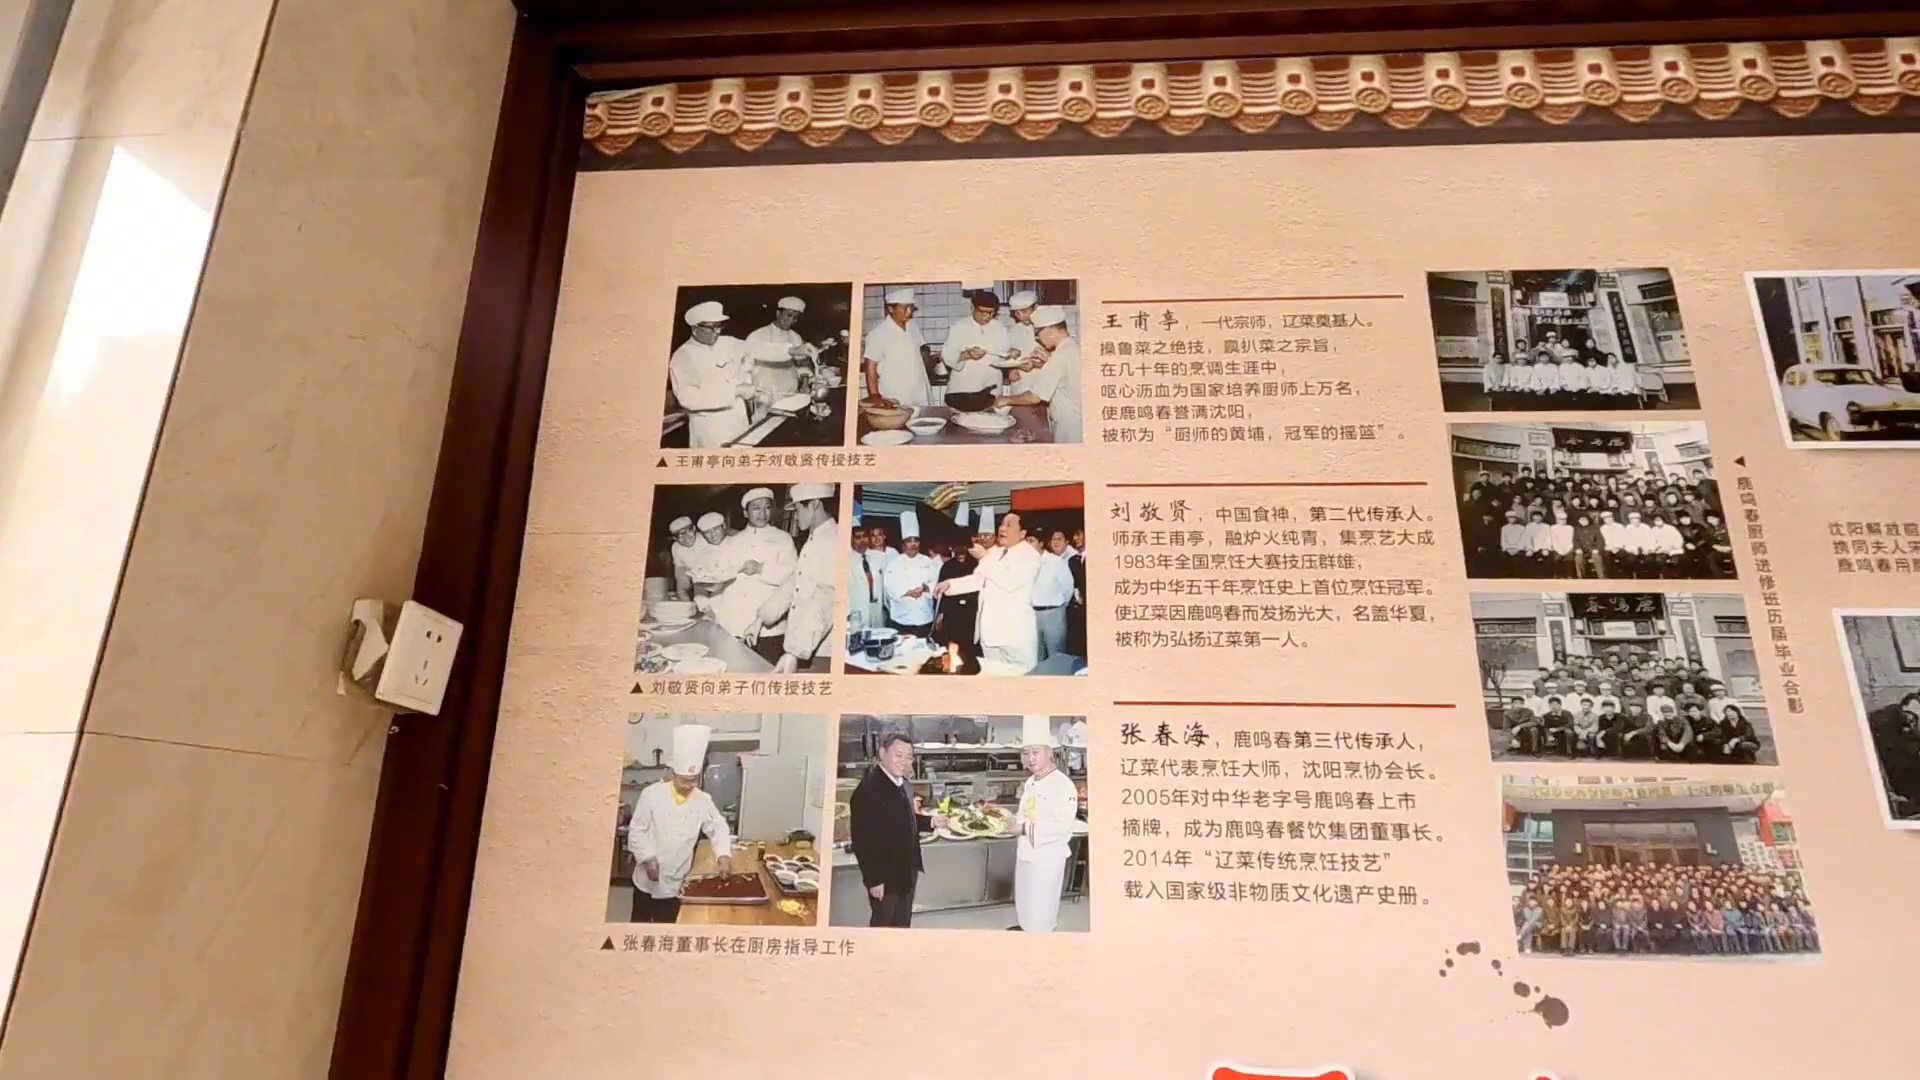 王甫亭，一代宗师，辽菜奠基人。
操鲁菜之绝技，飘扒菜之宗旨，
在几十年的烹调生涯中，
呕心沥血为国家培养厨师上万名，
使鹿鸣春誉满沈阳，
被称为“厨师的黄埔，冠军的摇篮”。
▲ 王甫亭向弟子刘敬贤传授技艺
刘敬贤，中国食神，第二代传承人。
师承王甫亭，融炉火纯青，集烹艺大成
1983年全国烹饪大赛技压群雄，
成为中华五千年烹饪史上首位烹饪冠军。
使辽菜因鹿鸣春而发扬光大，名盖华夏，
被称为弘扬辽菜第一人。
▲ 刘敬贤向弟子们传授技艺
张春海，鹿鸣春第三代传承人，
辽菜代表烹饪大师，沈阳烹协会长。
2005年对中华老字号鹿鸣春上市
摘牌，成为鹿鸣春餐饮集团董事长。
2014年“辽菜传统烹饪技艺”
载入国家级非物质文化遗产史册。
▲ 张春海董事长在厨房指导工作
◀ 鹿鸣春厨师进修班历届毕业合影
春鸣鹿
沈阳解放
携同夫人宋
鹿鸣春用